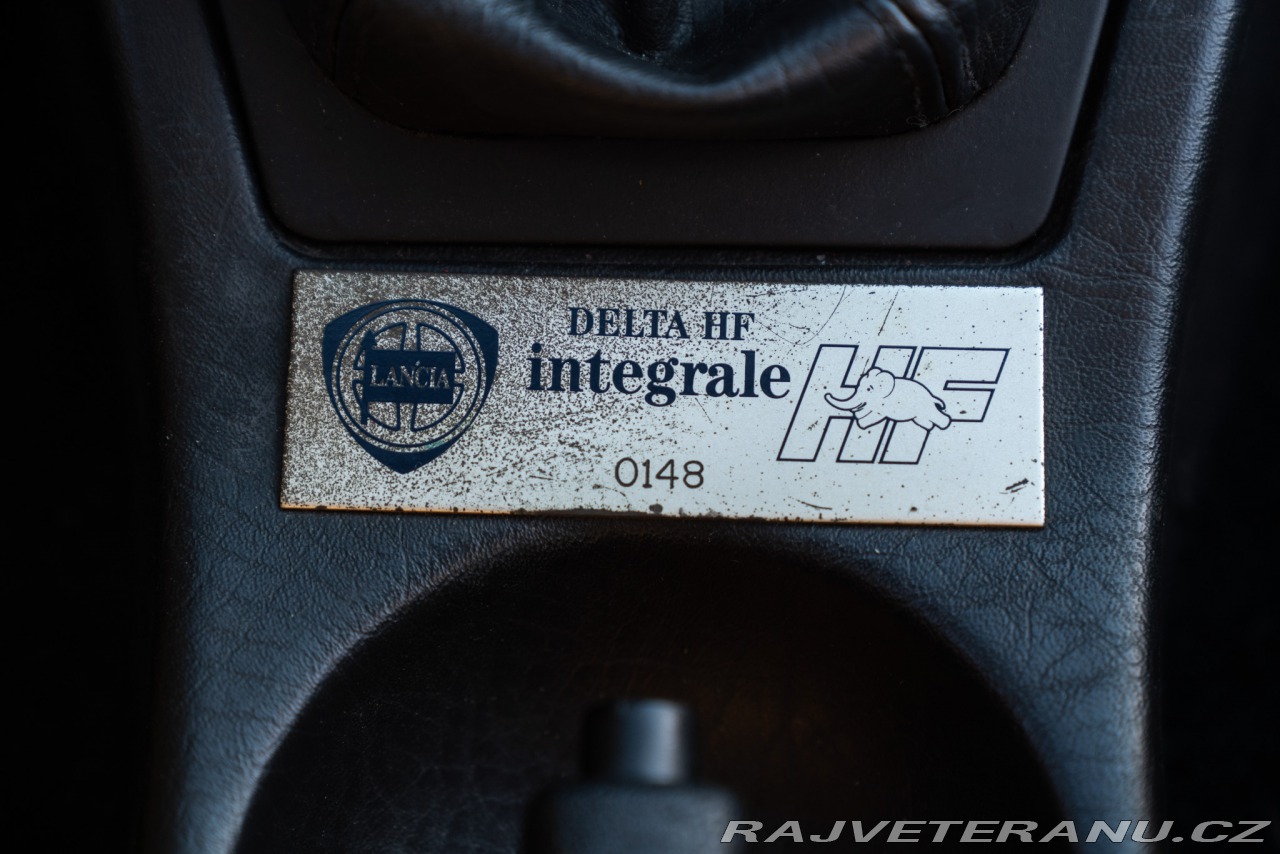 LANCIA
DELTA HF
integrale
HF
0148
RAJVETERANU.CZ